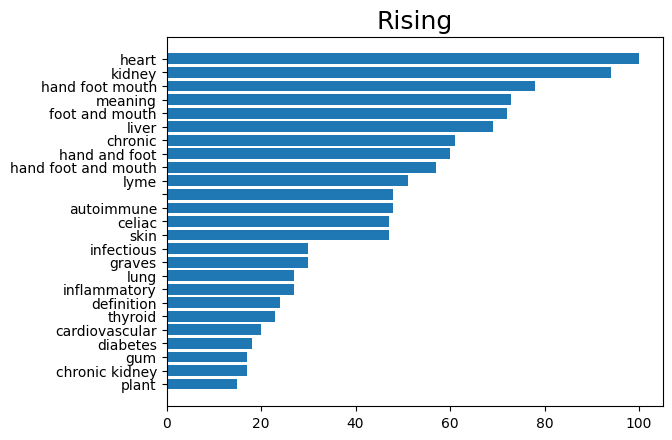 Rising
heart
kidney
hand foot mouth
meaning
foot and mouth
liver
chronic
hand and foot
hand foot and mouth
lyme
autoimmune
celiac
skin
infectious
graves
lung
inflammatory
definition
thyroid
cardiovascular
diabetes
gum
chronic kidney
plant
0 20 40 60 80 100